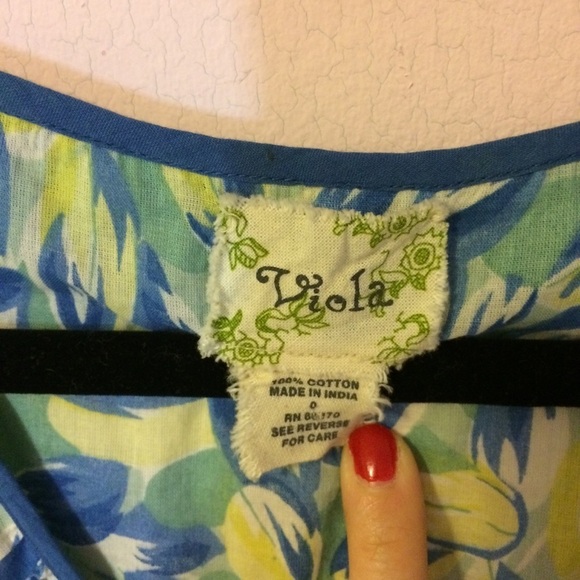 Viola
100% COTTON
MADE IN INDIA
0
RN
SEE REVERSE
FOR CARE